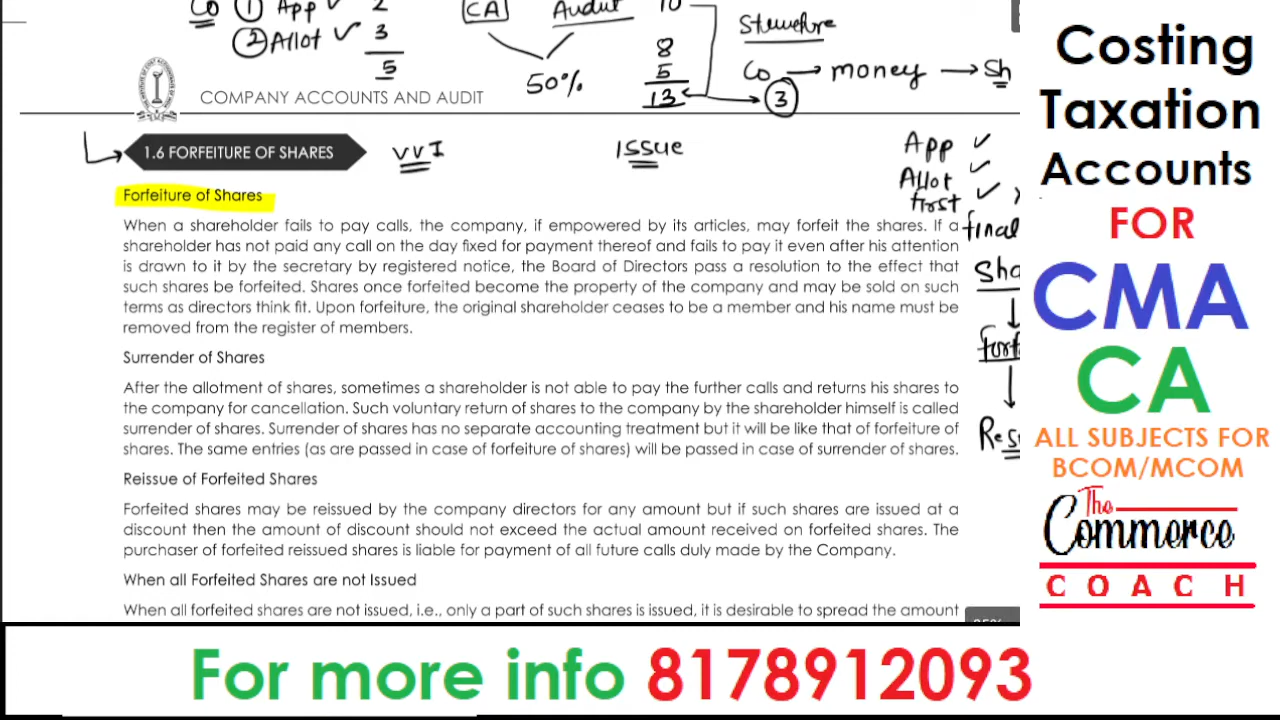 Co ① App ✓ 2
② Allot ✓ 3
5
CA Audit 10
50%
8
5
13
3
Structure
Co → money → Sh
COMPANY ACCOUNTS AND AUDIT
1.6 FORFEITURE OF SHARES VVI ISSUE
App ✓
Allot ✓
first ✓
final
Forfeiture of Shares
When a shareholder fails to pay calls, the company, if empowered by its articles, may forfeit the shares. If a
shareholder has not paid any call on the day fixed for payment thereof and fails to pay it even after his attention
is drawn to it by the secretary by registered notice, the Board of Directors pass a resolution to the effect that
such shares be forfeited. Shares once forfeited become the property of the company and may be sold on such
terms as directors think fit. Upon forfeiture, the original shareholder ceases to be a member and his name must be
removed from the register of members.
Surrender of Shares
After the allotment of shares, sometimes a shareholder is not able to pay the further calls and returns his shares to
the company for cancellation. Such voluntary return of shares to the company by the shareholder himself is called
surrender of shares. Surrender of shares has no separate accounting treatment but it will be like that of forfeiture of
shares. The same entries (as are passed in case of forfeiture of shares) will be passed in case of surrender of shares.
Reissue of Forfeited Shares
Forfeited shares may be reissued by the company directors for any amount but if such shares are issued at a
discount then the amount of discount should not exceed the actual amount received on forfeited shares. The
purchaser of forfeited reissued shares is liable for payment of all future calls duly made by the Company.
When all Forfeited Shares are not Issued
When all forfeited shares are not issued, i.e., only a part of such shares is issued, it is desirable to spread the amount
Costing
Taxation
Accounts
FOR
CMA
CA
ALL SUBJECTS FOR
BCOM/MCOM
The
Commerce
COACH
For more info 8178912093